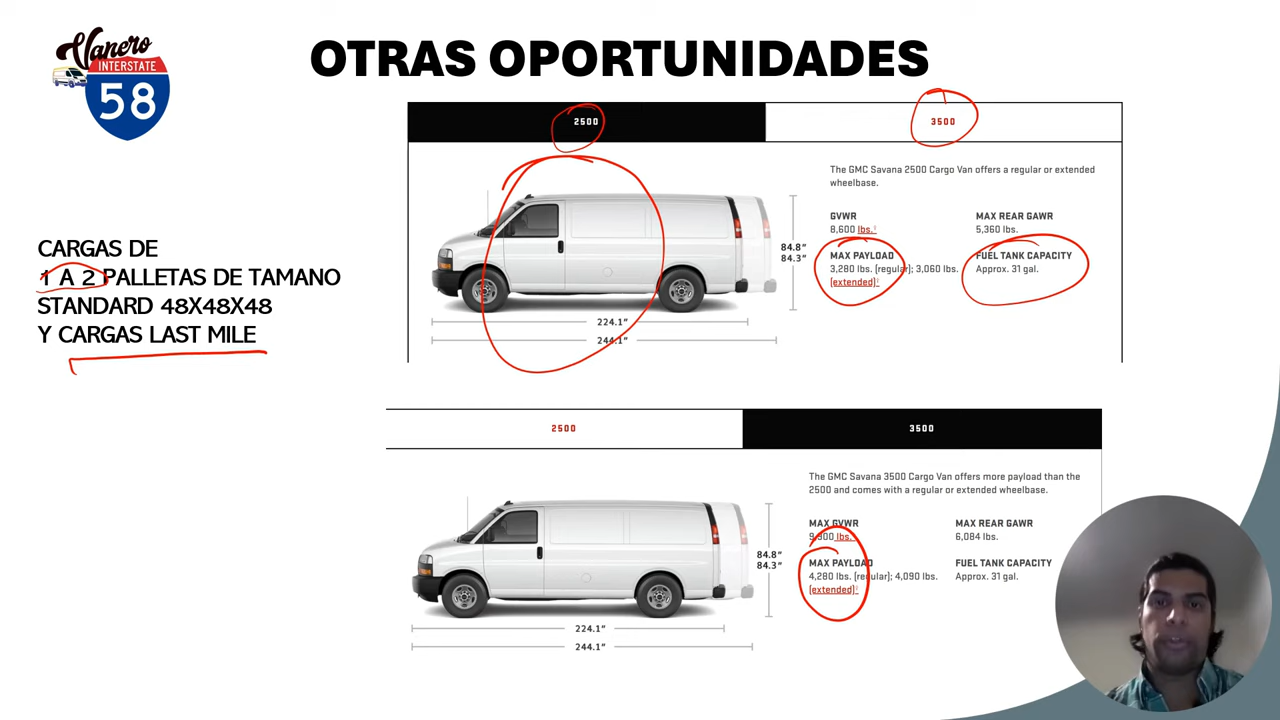 Vanero
INTERSTATE
58
OTRAS OPORTUNIDADES
CARGAS DE
1 A 2 PALLETAS DE TAMANO
STANDARD 48X48X48
Y CARGAS LAST MILE
2500
3500
The GMC Savana 2500 Cargo Van offers a regular or extended
wheelbase.
GVWR
8,600 lbs.¹
MAX REAR GAWR
5,360 lbs.
MAX PAYLOAD
3,280 lbs. [regular]; 3,060 lbs.
[extended]²
FUEL TANK CAPACITY
Approx. 31 gal.
84.8"
84.3"
224.1"
244.1"
2500
3500
The GMC Savana 3500 Cargo Van offers more payload than the
2500 and comes with a regular or extended wheelbase.
MAX GVWR
9,900 lbs.
MAX REAR GAWR
6,084 lbs.
MAX PAYLOAD
4,280 lbs. [regular]; 4,090 lbs.
[extended]²
FUEL TANK CAPACITY
Approx. 31 gal.
84.8"
84.3"
224.1"
244.1"